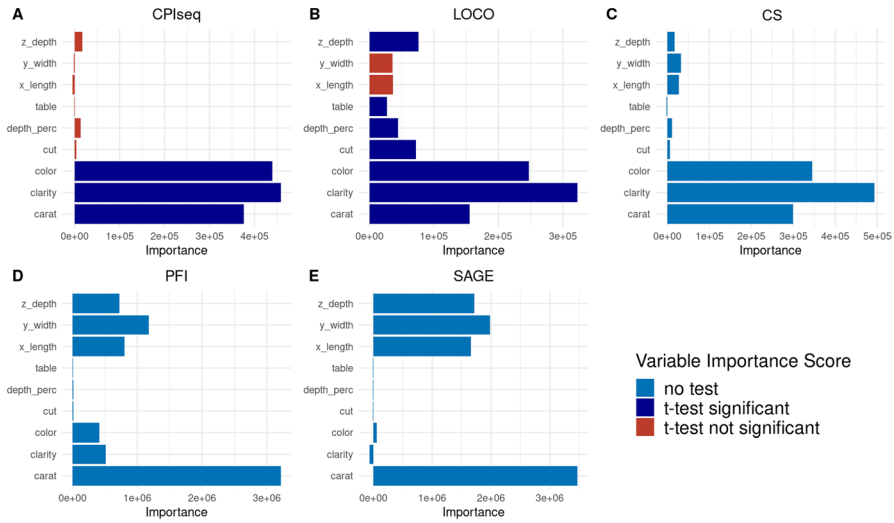 A CPIseq
z_depth
y_width
x_length
table
depth_perc
cut
color
clarity
carat
0e+00 1e+05 2e+05 3e+05 4e+05
Importance
B LOCO
z_depth
y_width
x_length
table
depth_perc
cut
color
clarity
carat
0e+00 1e+05 2e+05 3e+05
Importance
C CS
z_depth
y_width
x_length
table
depth_perc
cut
color
clarity
carat
0e+00 1e+05 2e+05 3e+05 4e+05 5e+05
Importance
D PFI
z_depth
y_width
x_length
table
depth_perc
cut
color
clarity
carat
0e+00 1e+06 2e+06 3e+06
Importance
E SAGE
z_depth
y_width
x_length
table
depth_perc
cut
color
clarity
carat
0e+00 1e+06 2e+06 3e+06
Importance
Variable Importance Score
no test
t-test significant
t-test not significant